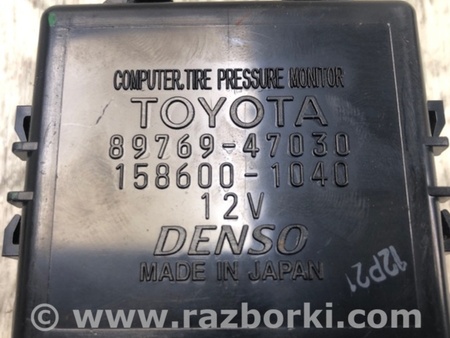 COMPUTER.TIRE PRESSURE MONITOR
TOYOTA
89769-47030
158600-1040
12V
DENSO
MADE IN JAPAN
12P21
www.razborki.com